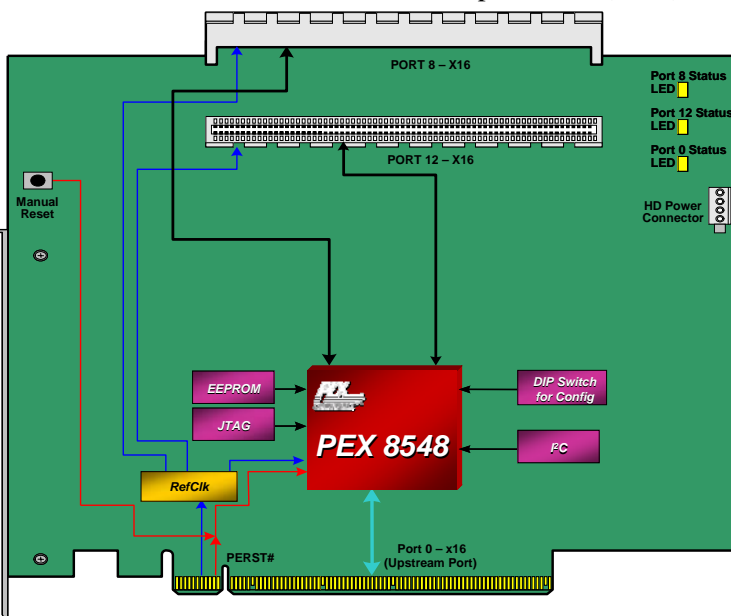 PORT 8 – X16
Port 8 Status
LED
Port 12 Status
LED
PORT 12 – X16
Port 0 Status
LED
Manual
Reset
HD Power
Connector
EEPROM
DIP Switch
for Config
JTAG
PEX 8548
I²C
RefClk
PERST#
Port 0 – x16
(Upstream Port)